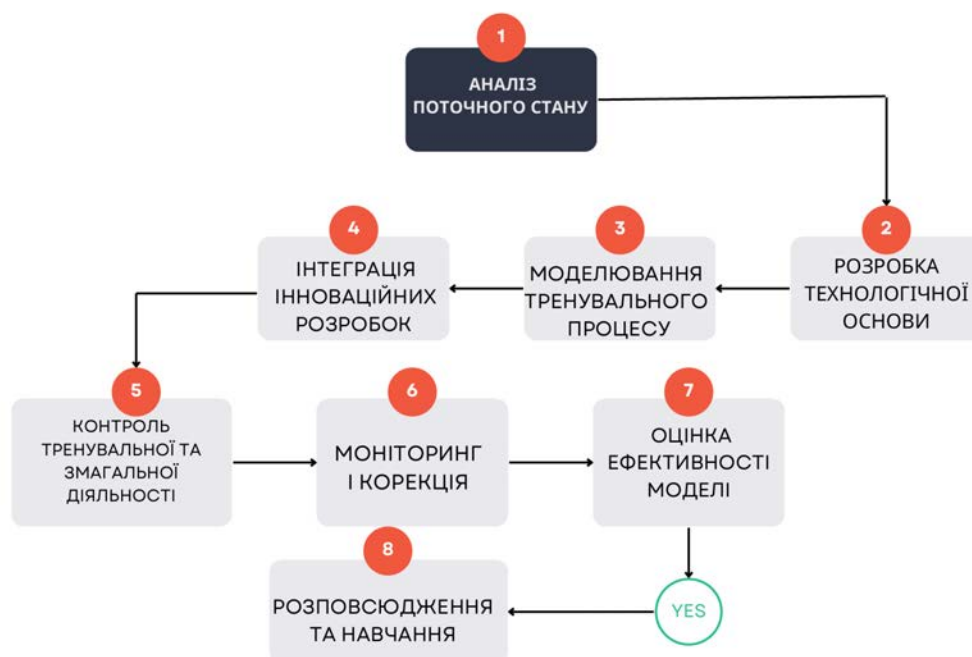 1
АНАЛІЗ
ПОТОЧНОГО СТАНУ
2
РОЗРОБКА
ТЕХНОЛОГІЧНОЇ
ОСНОВИ
3
МОДЕЛЮВАННЯ
ТРЕНУВАЛЬНОГО
ПРОЦЕСУ
4
ІНТЕГРАЦІЯ
ІННОВАЦІЙНИХ
РОЗРОБОК
5
КОНТРОЛЬ
ТРЕНУВАЛЬНОЇ ТА
ЗМАГАЛЬНОЇ
ДІЯЛЬНОСТІ
6
МОНІТОРИНГ
І КОРЕКЦІЯ
7
ОЦІНКА
ЕФЕКТИВНОСТІ
МОДЕЛІ
YES
8
РОЗПОВСЮДЖЕННЯ
ТА НАВЧАННЯ